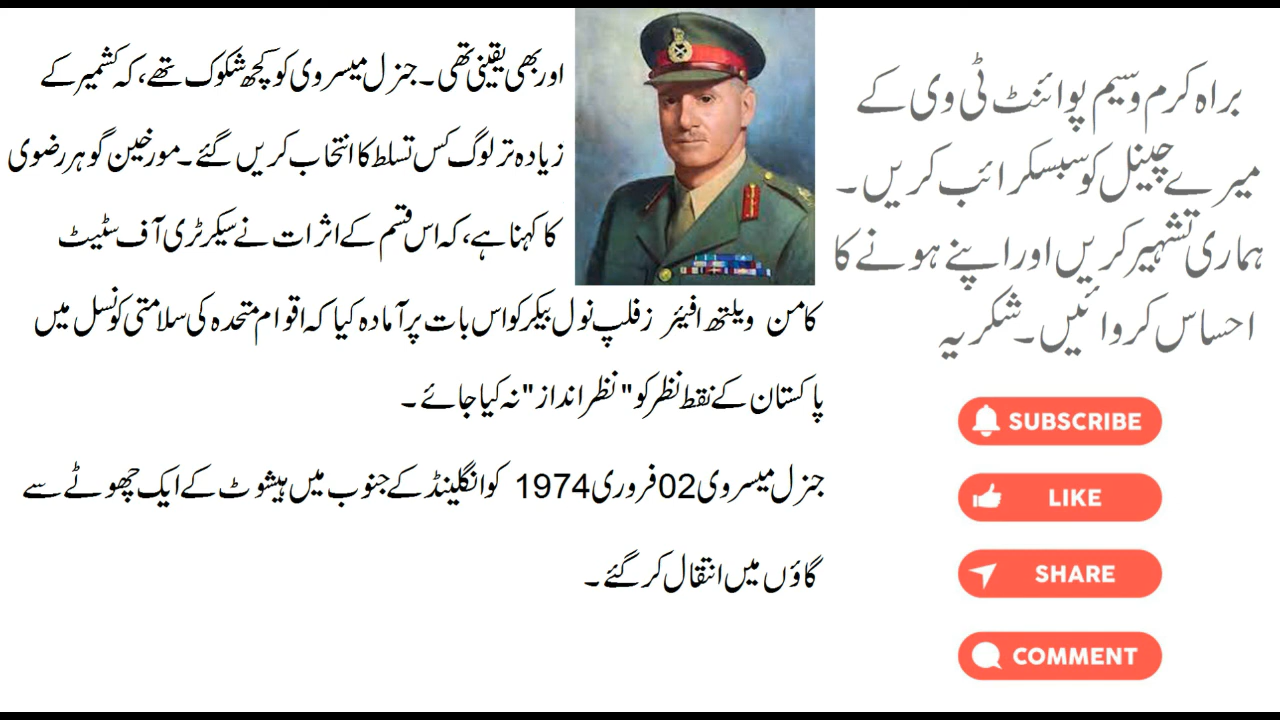 اور بھی یقینی تھی۔ جنرل میسروی کو کچھ شکوک تھے، کہ کشمیر کے
زیادہ تر لوگ کس تسلط کا انتخاب کریں گئے۔ مورخین گوہر رضوی
کا کہنا ہے، کہ اس قسم کے اثرات نے سیکرٹری آف سٹیٹ
کامن ویلتھ افیئر ز فلپ نول بیکر کو اس بات پر آمادہ کیا کہ اقوام متحدہ کی سلامتی کونسل میں
پاکستان کے نقطہ نظر کو "نظر انداز" نہ کیا جائے۔
جنرل میسروی 02 فروری 1974 کو انگلینڈ کے جنوب میں ہیشوٹ کے ایک چھوٹے سے
گاؤں میں انتقال کر گئے۔
براہ کرم وسیم پوائنٹ ٹی وی کے
میرے چینل کو سبسکرائب کریں۔
ہماری تشہیر کریں اور اپنے ہونے کا
احساس کروائیں۔ شکریہ
SUBSCRIBE
LIKE
SHARE
COMMENT